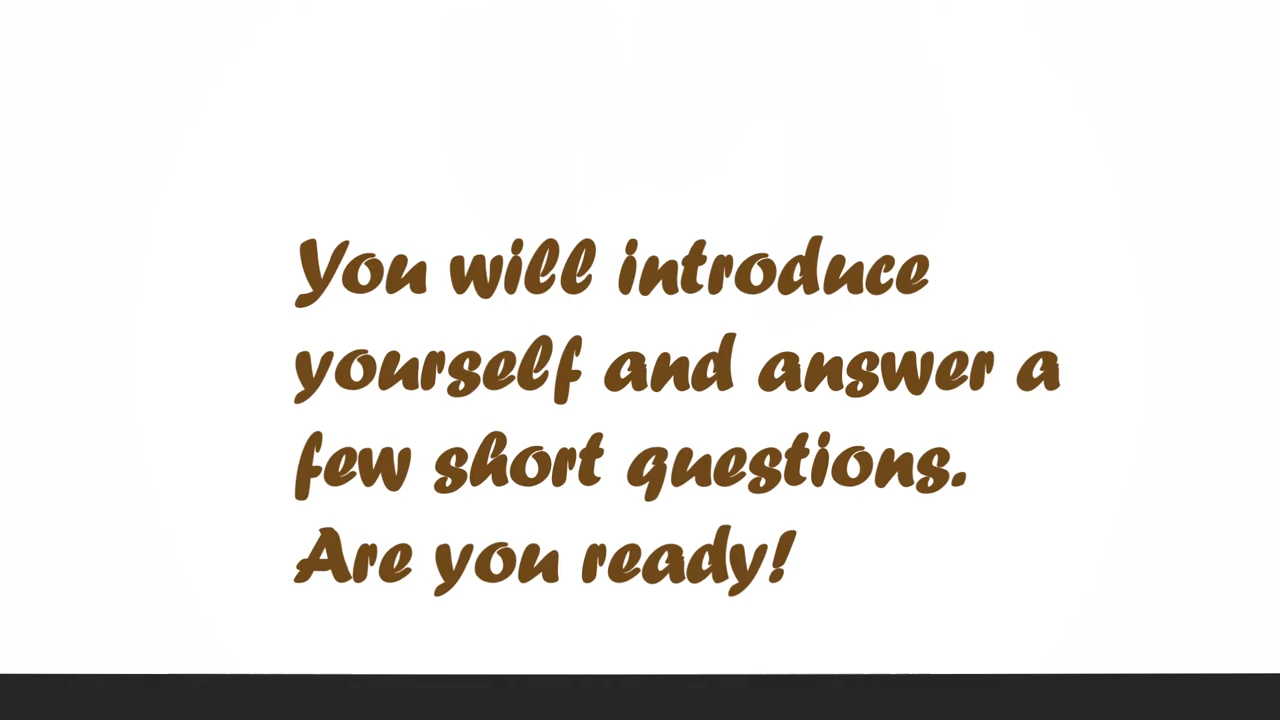 You will introduce
yourself and answer a
few short questions.
Are you ready!